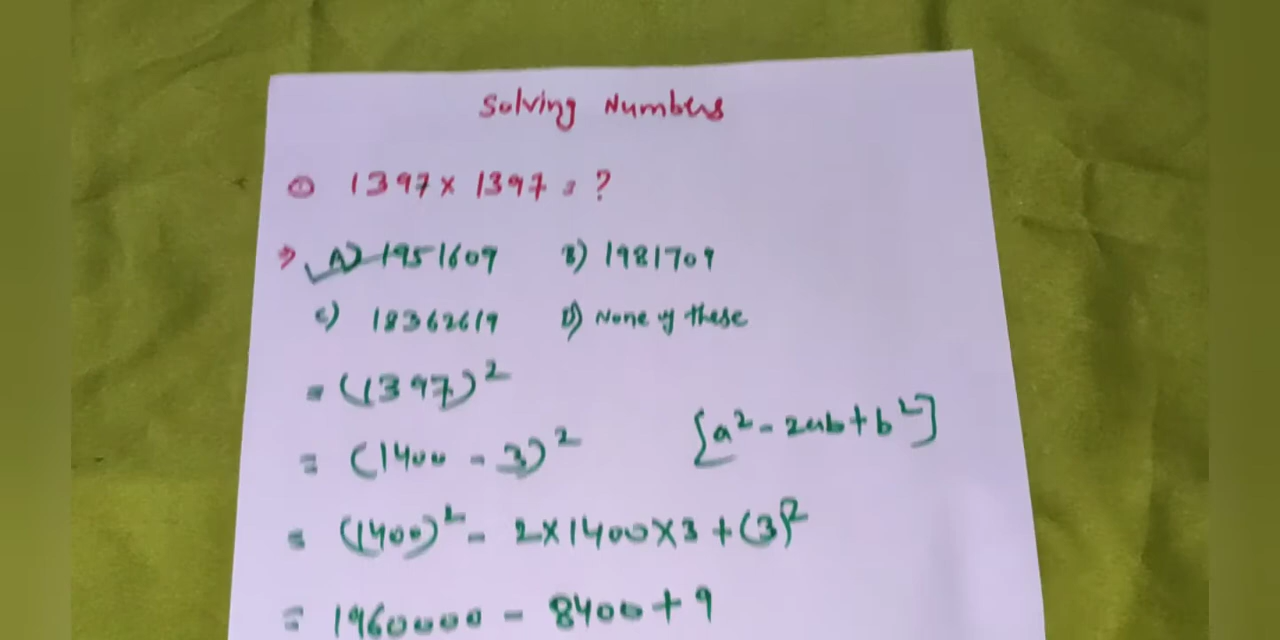 Solving Numbers
① 1397 × 1397 = ?
⇒ A) 1951609 B) 1981709
C) 18362619 D) None of these
= (1397)²
= (1400 - 3)² [a² - 2ab + b²]
= (1400)² - 2×1400×3 + (3)²
= 1960000 - 8400 + 9